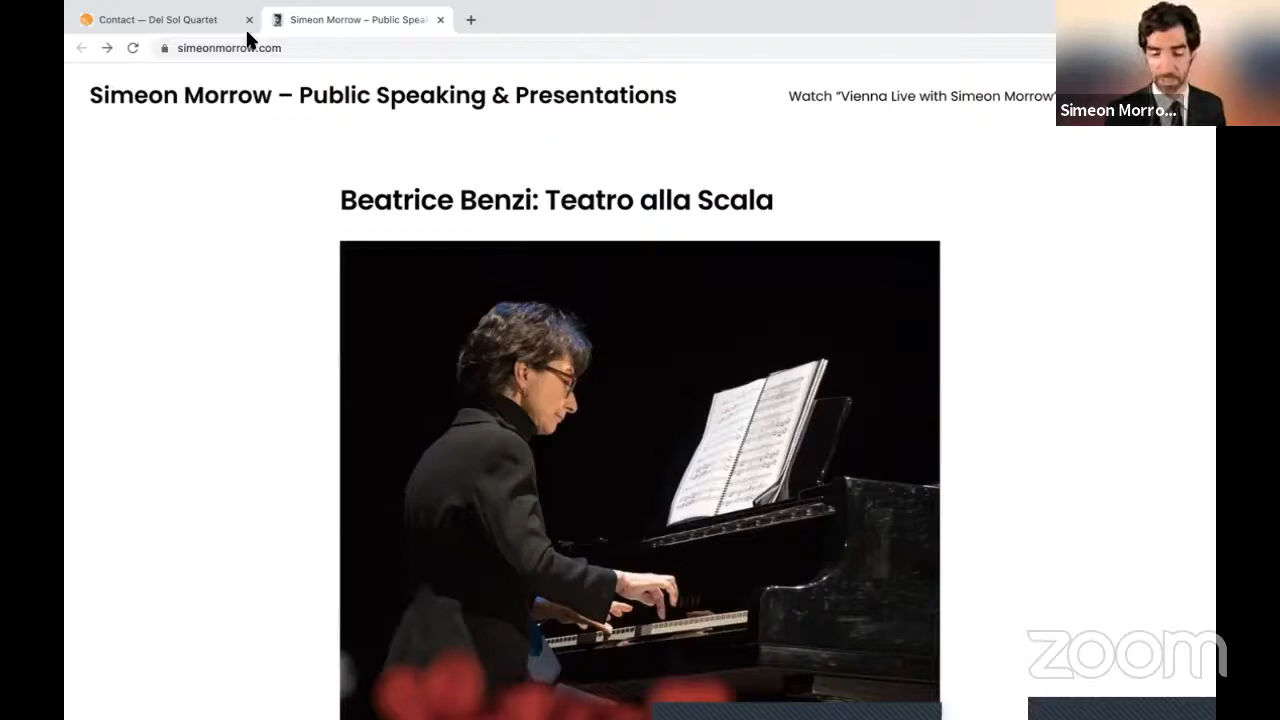 Contact — Del Sol Quartet
Simeon Morrow – Public Speak
simeonmorrow.com
Simeon Morrow – Public Speaking & Presentations
Watch “Vienna Live with Simeon Morrow”
Simeon Morro...
Beatrice Benzi: Teatro alla Scala
zoom